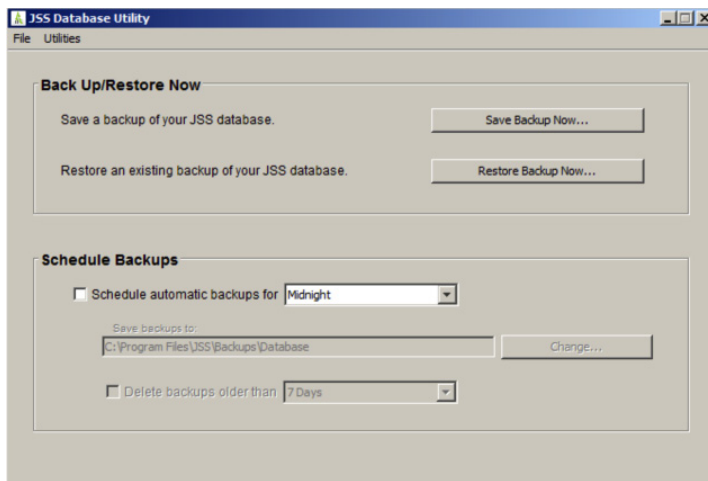 JSS Database Utility
File Utilities
Back Up/Restore Now
Save a backup of your JSS database. Save Backup Now...
Restore an existing backup of your JSS database. Restore Backup Now...
Schedule Backups
Schedule automatic backups for Midnight
Save backups to:
C:\Program Files\JSS\Backups\Database Change...
Delete backups older than 7 Days